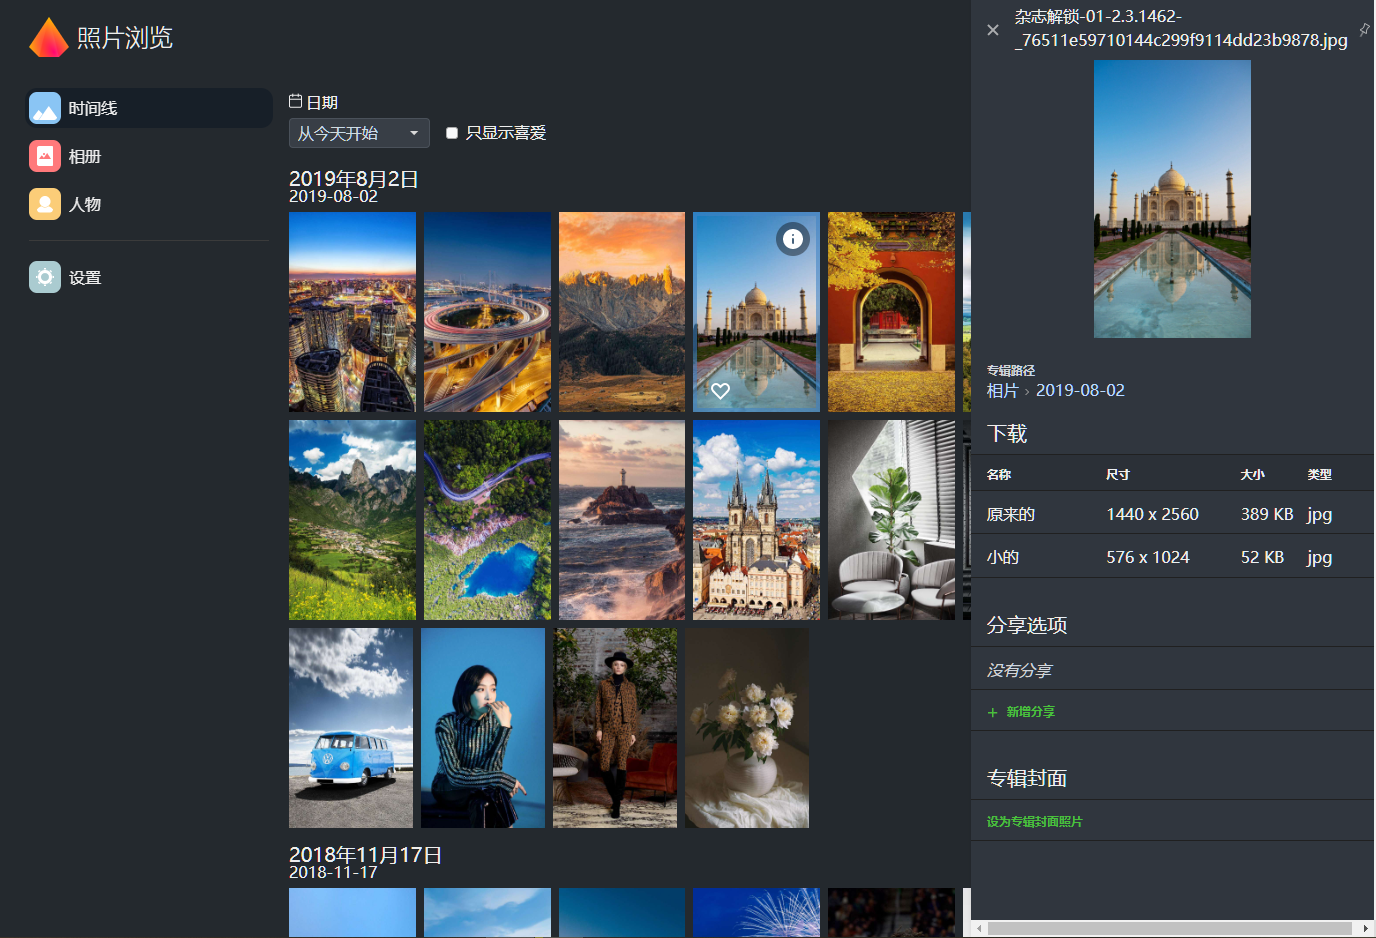 照片浏览
时间线
相册
人物
设置
日期
从今天开始
只显示喜爱
2019年8月2日
2019-08-02
2018年11月17日
2018-11-17
杂志解锁-01-2.3.1462-
_76511e59710144c299f9114dd23b9878.jpg
专辑路径
相片 › 2019-08-02
下载
名称 尺寸 大小 类型
原来的 1440 x 2560 389 KB jpg
小的 576 x 1024 52 KB jpg
分享选项
没有分享
+ 新增分享
专辑封面
设为专辑封面照片